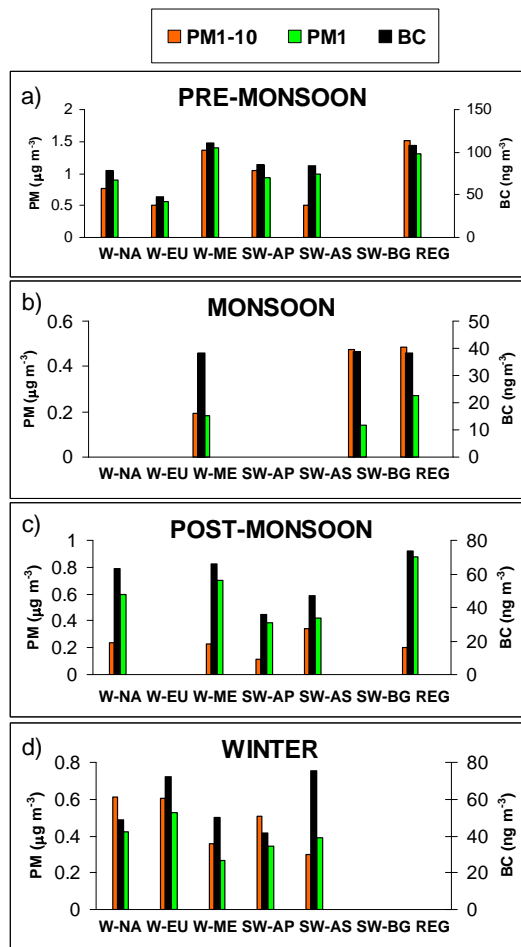 PM1-10 PM1 BC
a) PRE-MONSOON
PM (µg m-3)
2
1.5
1
0.5
0
BC (ng m-3)
150
100
50
0
W-NA W-EU W-ME SW-AP SW-AS SW-BG REG
b) MONSOON
PM (µg m-3)
0.6
0.4
0.2
0
BC (ng m-3)
50
40
30
20
10
0
W-NA W-EU W-ME SW-AP SW-AS SW-BG REG
c) POST-MONSOON
PM (µg m-3)
1
0.8
0.6
0.4
0.2
0
BC (ng m-3)
80
60
40
20
0
W-NA W-EU W-ME SW-AP SW-AS SW-BG REG
d) WINTER
PM (µg m-3)
0.8
0.6
0.4
0.2
0
BC (ng m-3)
80
60
40
20
0
W-NA W-EU W-ME SW-AP SW-AS SW-BG REG